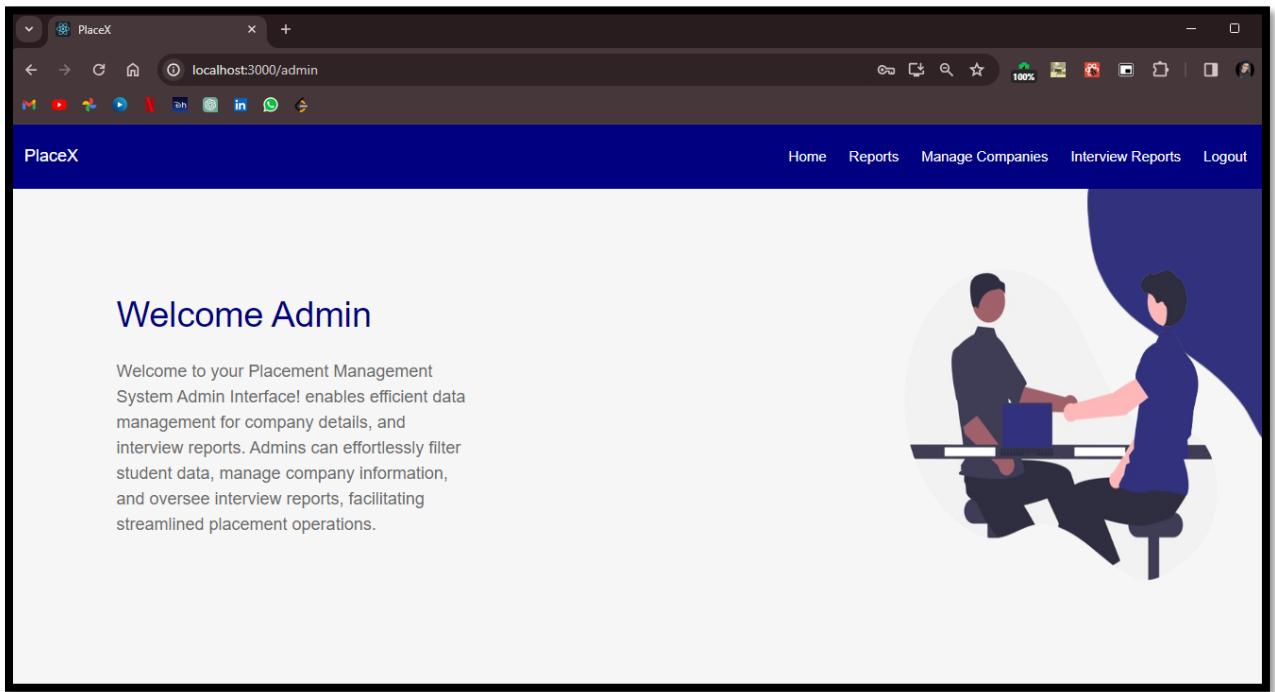 PlaceX
localhost:3000/admin
100%
in
PlaceX
Home Reports Manage Companies Interview Reports Logout
Welcome Admin
Welcome to your Placement Management
System Admin Interface! enables efficient data
management for company details, and
interview reports. Admins can effortlessly filter
student data, manage company information,
and oversee interview reports, facilitating
streamlined placement operations.